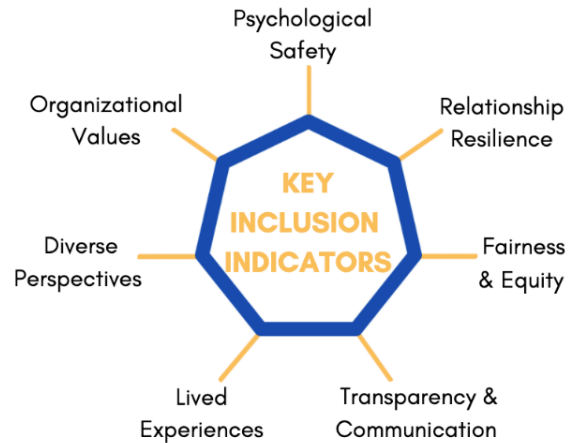 Psychological
Safety
Organizational
Values
Relationship
Resilience
KEY
INCLUSION
INDICATORS
Diverse
Perspectives
Fairness
& Equity
Lived
Experiences
Transparency &
Communication